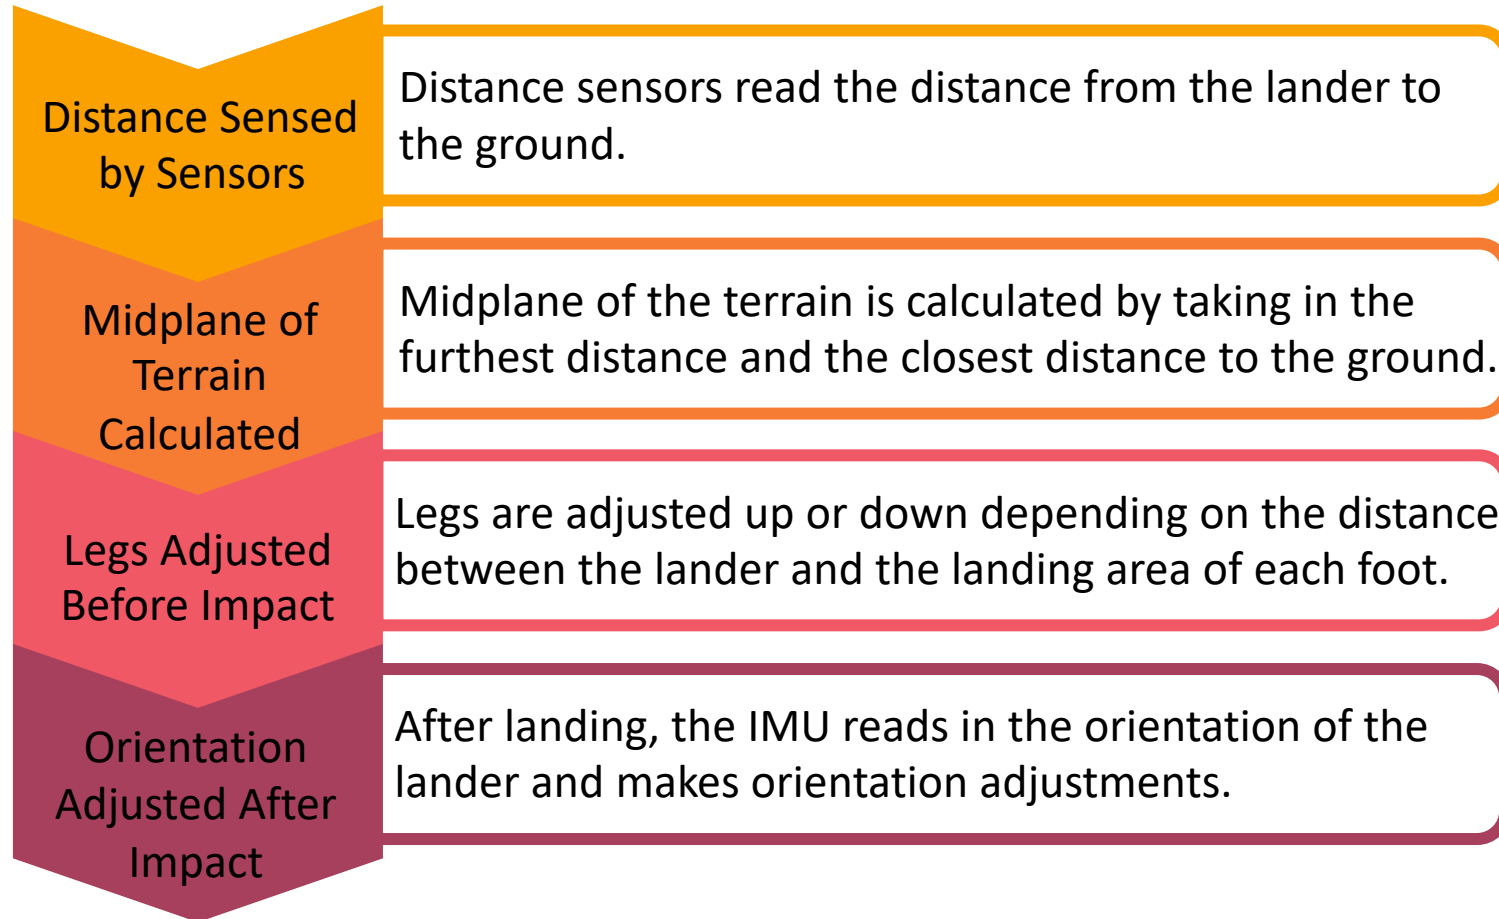 Distance Sensed
by Sensors
Distance sensors read the distance from the lander to
the ground.
Midplane of
Terrain
Calculated
Midplane of the terrain is calculated by taking in the
furthest distance and the closest distance to the ground.
Legs Adjusted
Before Impact
Legs are adjusted up or down depending on the distance
between the lander and the landing area of each foot.
Orientation
Adjusted After
Impact
After landing, the IMU reads in the orientation of the
lander and makes orientation adjustments.